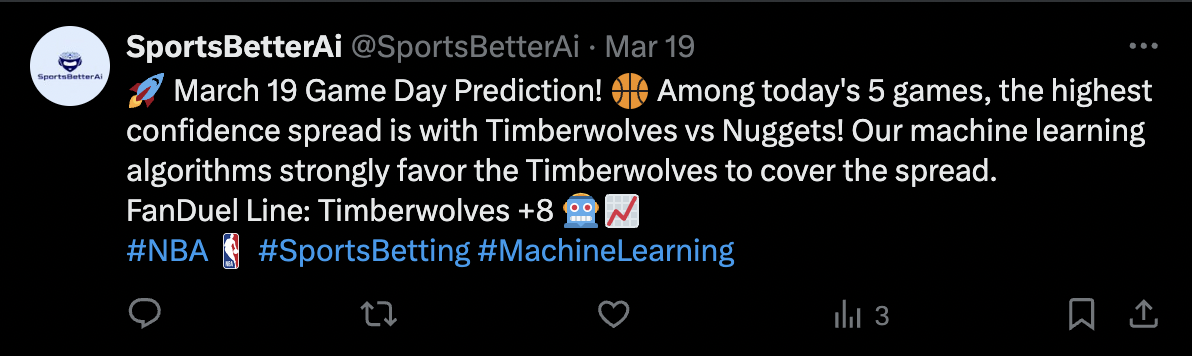 SportsBetterAi @SportsBetterAi · Mar 19
SportsBetterAi
🚀 March 19 Game Day Prediction! 🏀 Among today's 5 games, the highest
confidence spread is with Timberwolves vs Nuggets! Our machine learning
algorithms strongly favor the Timberwolves to cover the spread.
FanDuel Line: Timberwolves +8 🤖📈
#NBA NBA #SportsBetting #MachineLearning
3